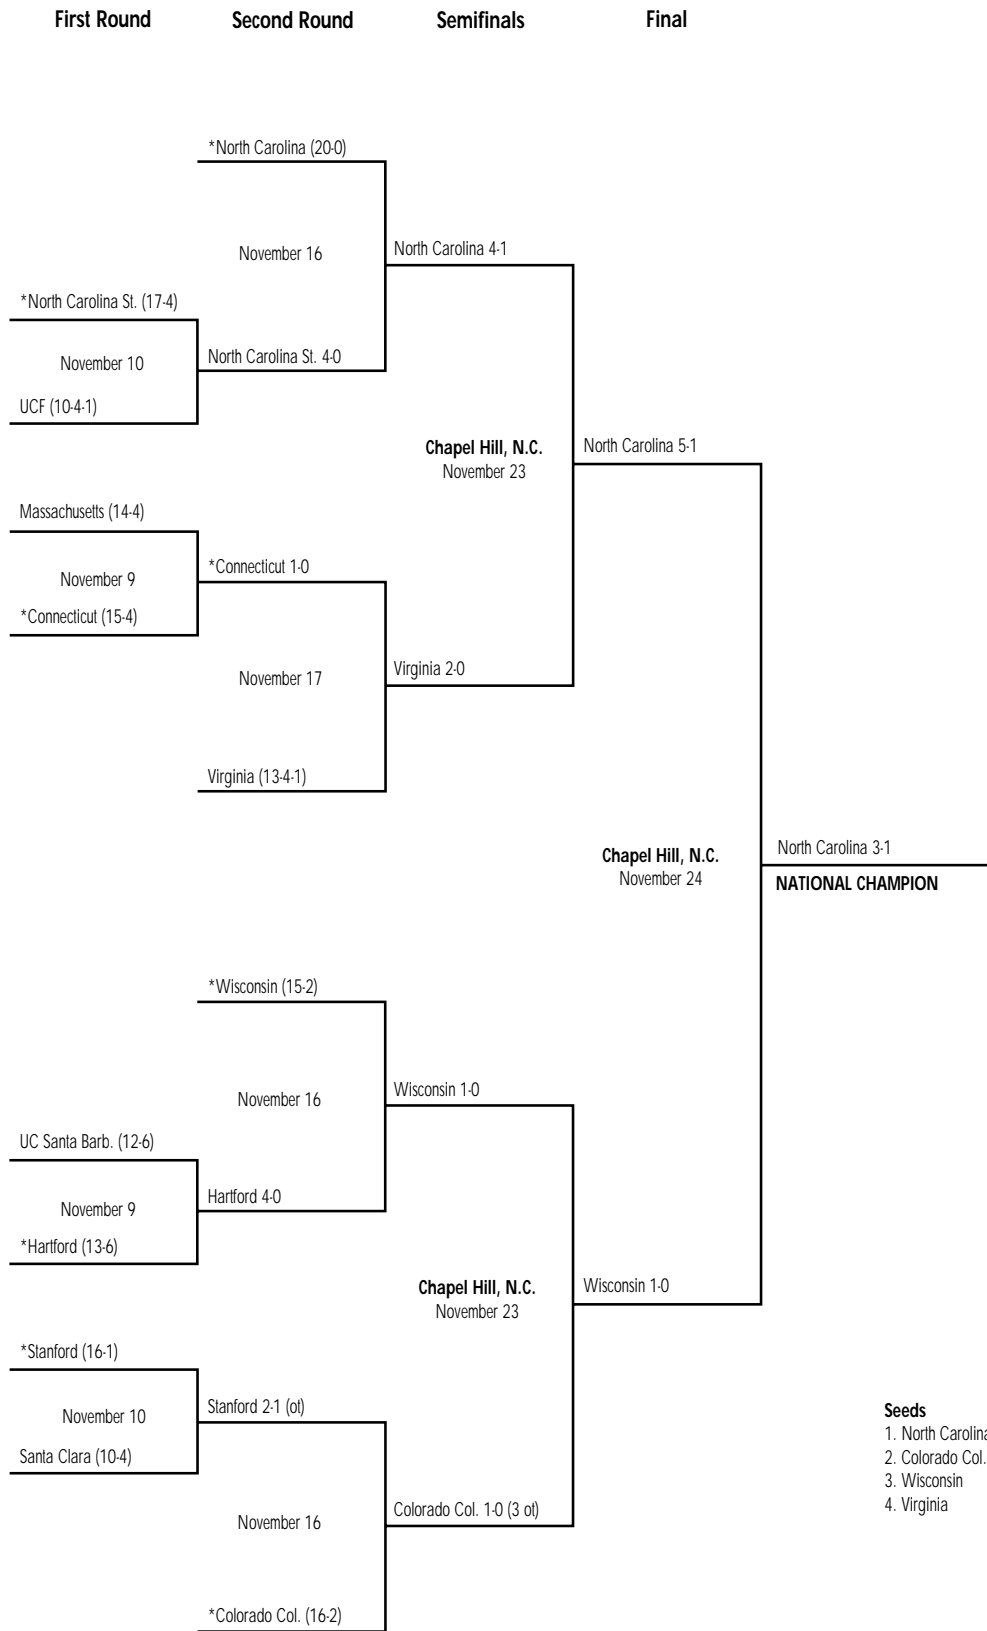 First Round
Second Round
Semifinals
Final
*North Carolina (20-0)
November 16
North Carolina 4-1
*North Carolina St. (17-4)
November 10
North Carolina St. 4-0
UCF (10-4-1)
Chapel Hill, N.C.
November 23
North Carolina 5-1
Massachusetts (14-4)
November 9
*Connecticut 1-0
*Connecticut (15-4)
November 17
Virginia 2-0
Virginia (13-4-1)
Chapel Hill, N.C.
November 24
North Carolina 3-1
NATIONAL CHAMPION
*Wisconsin (15-2)
November 16
Wisconsin 1-0
UC Santa Barb. (12-6)
November 9
Hartford 4-0
*Hartford (13-6)
Chapel Hill, N.C.
November 23
Wisconsin 1-0
*Stanford (16-1)
November 10
Stanford 2-1 (ot)
Santa Clara (10-4)
November 16
Colorado Col. 1-0 (3 ot)
*Colorado Col. (16-2)
Seeds
1. North Carolina
2. Colorado Col.
3. Wisconsin
4. Virginia